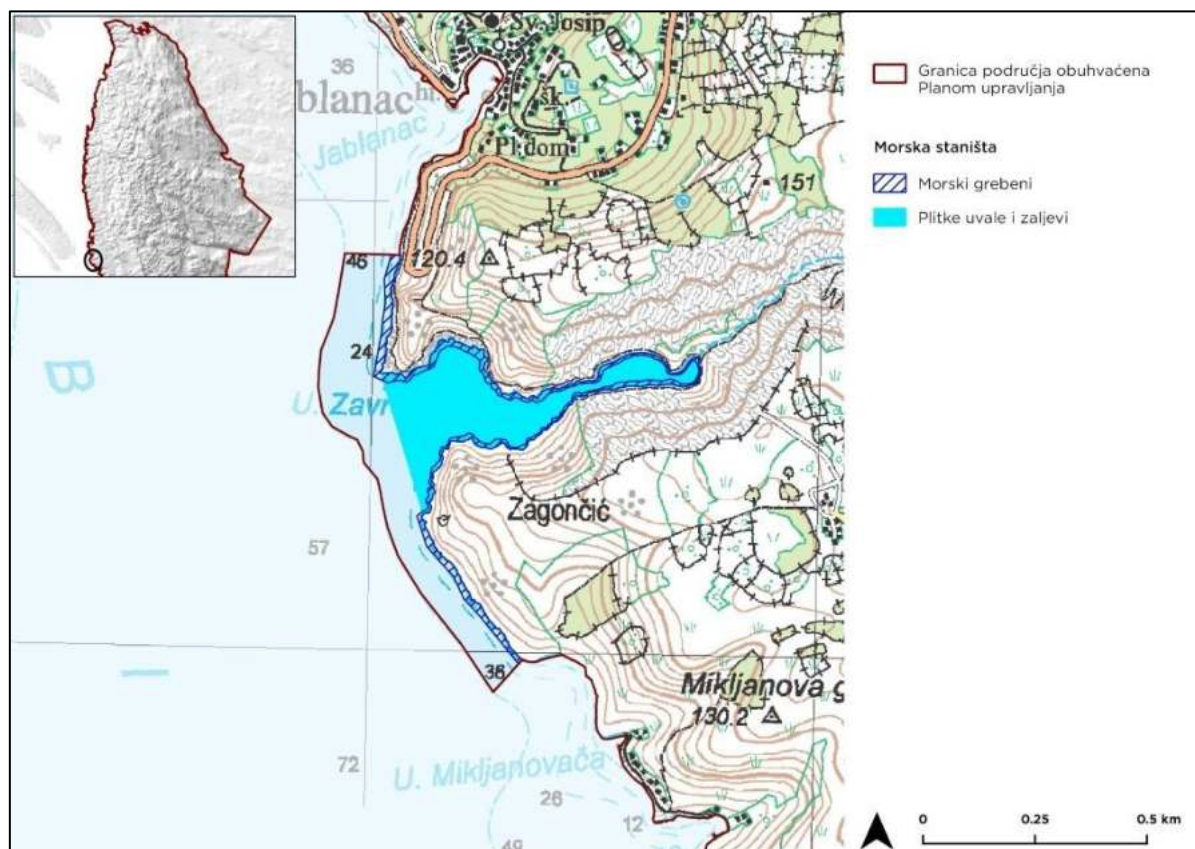 Sv. Josip
36
Jablanac
šk.
Pl.dom
151
46
120.4
24
B
U. Zavr
Zagončić
57
I
38
Mikljanova g
130.2
72
U. Mikljanovača
26
12
49
Granica područja obuhvaćena
Planom upravljanja
Morska staništa
Morski grebeni
Plitke uvale i zaljevi
0
0.25
0.5 km